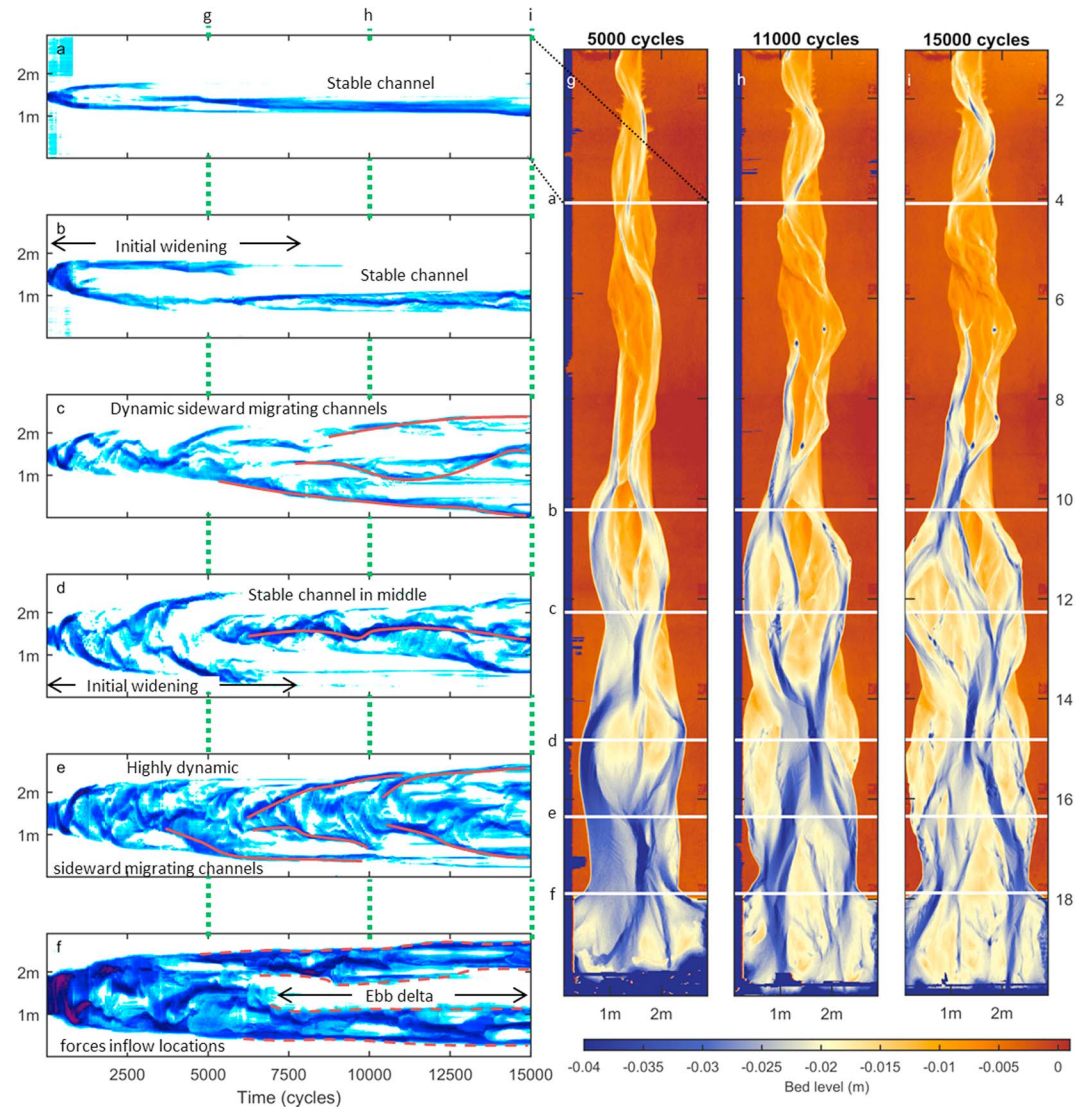 g h i
a
2m
Stable channel
1m
b
Initial widening
2m
Stable channel
1m
c
Dynamic sideward migrating channels
2m
1m
d
Stable channel in middle
2m
1m
Initial widening
e
Highly dynamic
2m
1m
sideward migrating channels
f
2m
Ebb delta
1m
forces inflow locations
2500 5000 7500 10000 12500 15000
Time (cycles)
5000 cycles 11000 cycles 15000 cycles
g h i
2
a 4
6
8
10
b
c 12
14
d
16
e
f 18
1m 2m 1m 2m 1m 2m
-0.04 -0.035 -0.03 -0.025 -0.02 -0.015 -0.01 -0.005 0
Bed level (m)